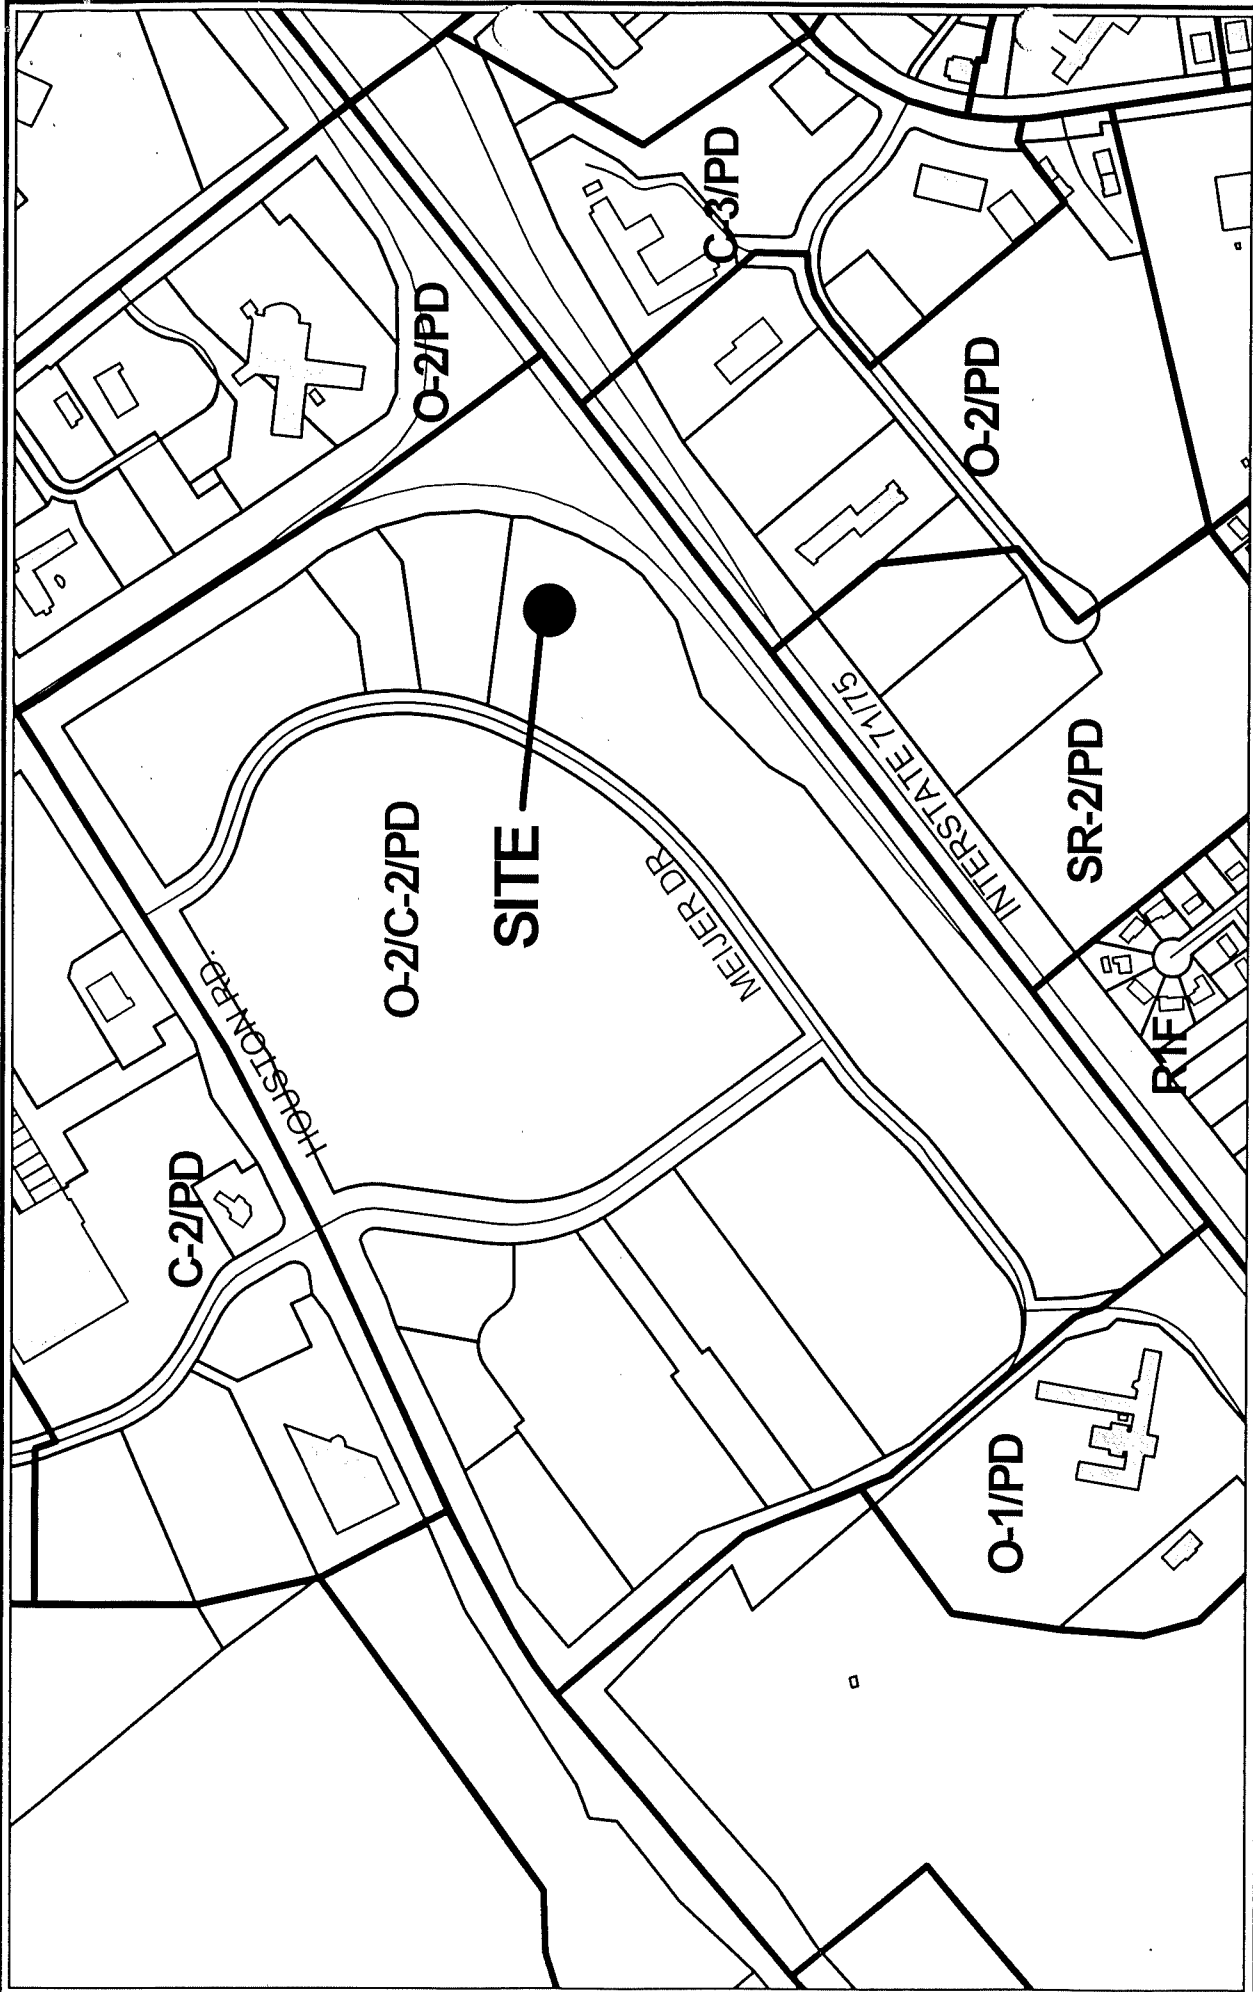 C-2/PD
HOUSTON RD.
O-2/PD
O-2/C-2/PD
SITE
MEIJER DR
C-3/PD
INTERSTATE 71/75
O-2/PD
O-1/PD
SR-2/PD
R1F